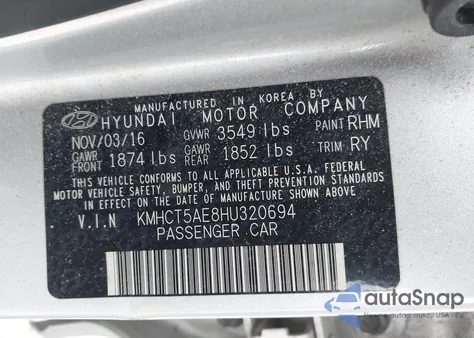 MANUFACTURED IN KOREA BY
HYUNDAI MOTOR COMPANY
NOV/03/16 GVWR 3549 lbs PAINT RHM
GAWR FRONT 1874 lbs GAWR REAR 1852 lbs TRIM RY
THIS VEHICLE CONFORMS TO ALL APPLICABLE U.S.A. FEDERAL
MOTOR VEHICLE SAFETY, BUMPER, AND THEFT PREVENTION
STANDARDS IN EFFECT ON THE DATE OF MANUFACTURE SHOWN ABOVE
V.I.N KMHCT5AE8HU320694
PASSENGER CAR
autoSnap